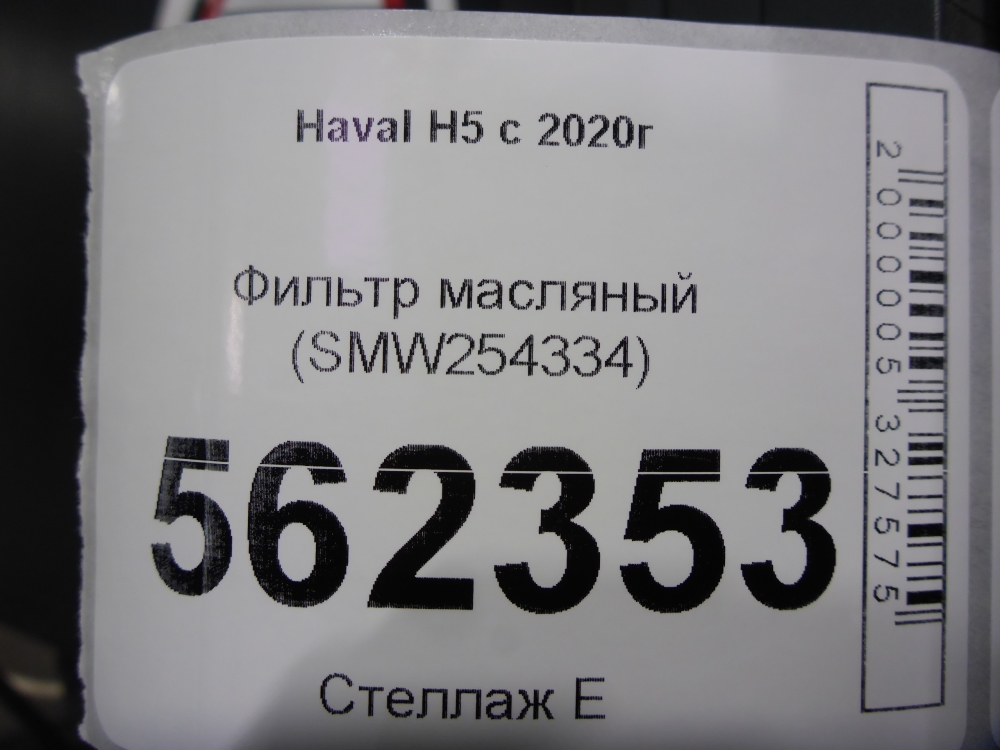 Haval H5 с 2020г
Фильтр масляный
(SMW254334)
562353
Стеллаж Е
2000005327575